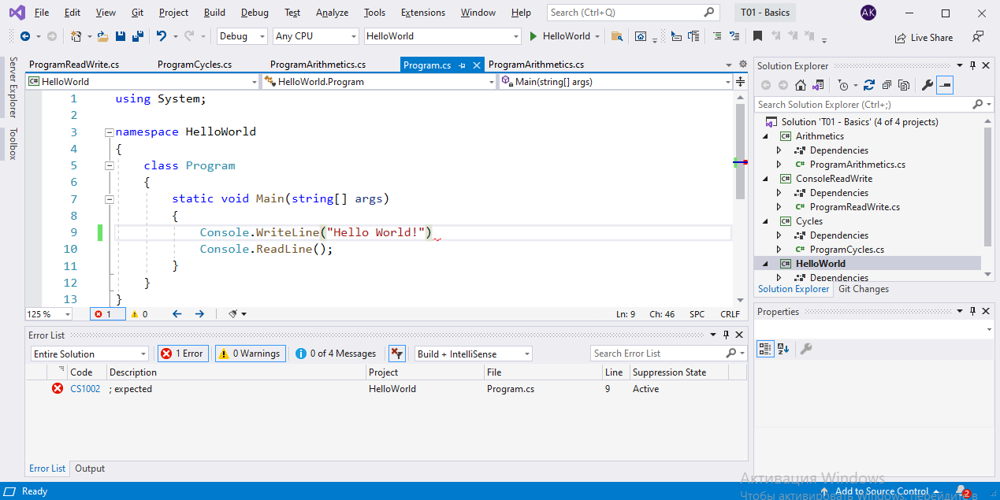 File Edit View Git Project Build Debug Test Analyze Tools Extensions Window Help Search (Ctrl+Q) T01 - Basics AK
Debug Any CPU HelloWorld HelloWorld Live Share
Server Explorer
Toolbox
ProgramReadWrite.cs ProgramCycles.cs ProgramArithmetics.cs Program.cs ProgramArithmetics.cs
C# HelloWorld HelloWorld.Program Main(string[] args)
1 using System;
2
3 namespace HelloWorld
4 {
5 class Program
6 {
7 static void Main(string[] args)
8 {
9 Console.WriteLine("Hello World!")
10 Console.ReadLine();
11 }
12 }
13 }
125 % 1 0 Ln: 9 Ch: 46 SPC CRLF
Error List
Entire Solution 1 Error 0 Warnings 0 of 4 Messages Build + IntelliSense Search Error List
Code Description Project File Line Suppression State
CS1002 ; expected HelloWorld Program.cs 9 Active
Error List Output
Solution Explorer
Search Solution Explorer (Ctrl+;)
Solution 'T01 - Basics' (4 of 4 projects)
C# Arithmetics
Dependencies
C# ProgramArithmetics.cs
C# ConsoleReadWrite
Dependencies
C# ProgramReadWrite.cs
C# Cycles
Dependencies
C# ProgramCycles.cs
C# HelloWorld
Dependencies
Solution Explorer Git Changes
Properties
Активация Windows
Чтобы активировать Windows, перейдите в
Ready Add to Source Control 2